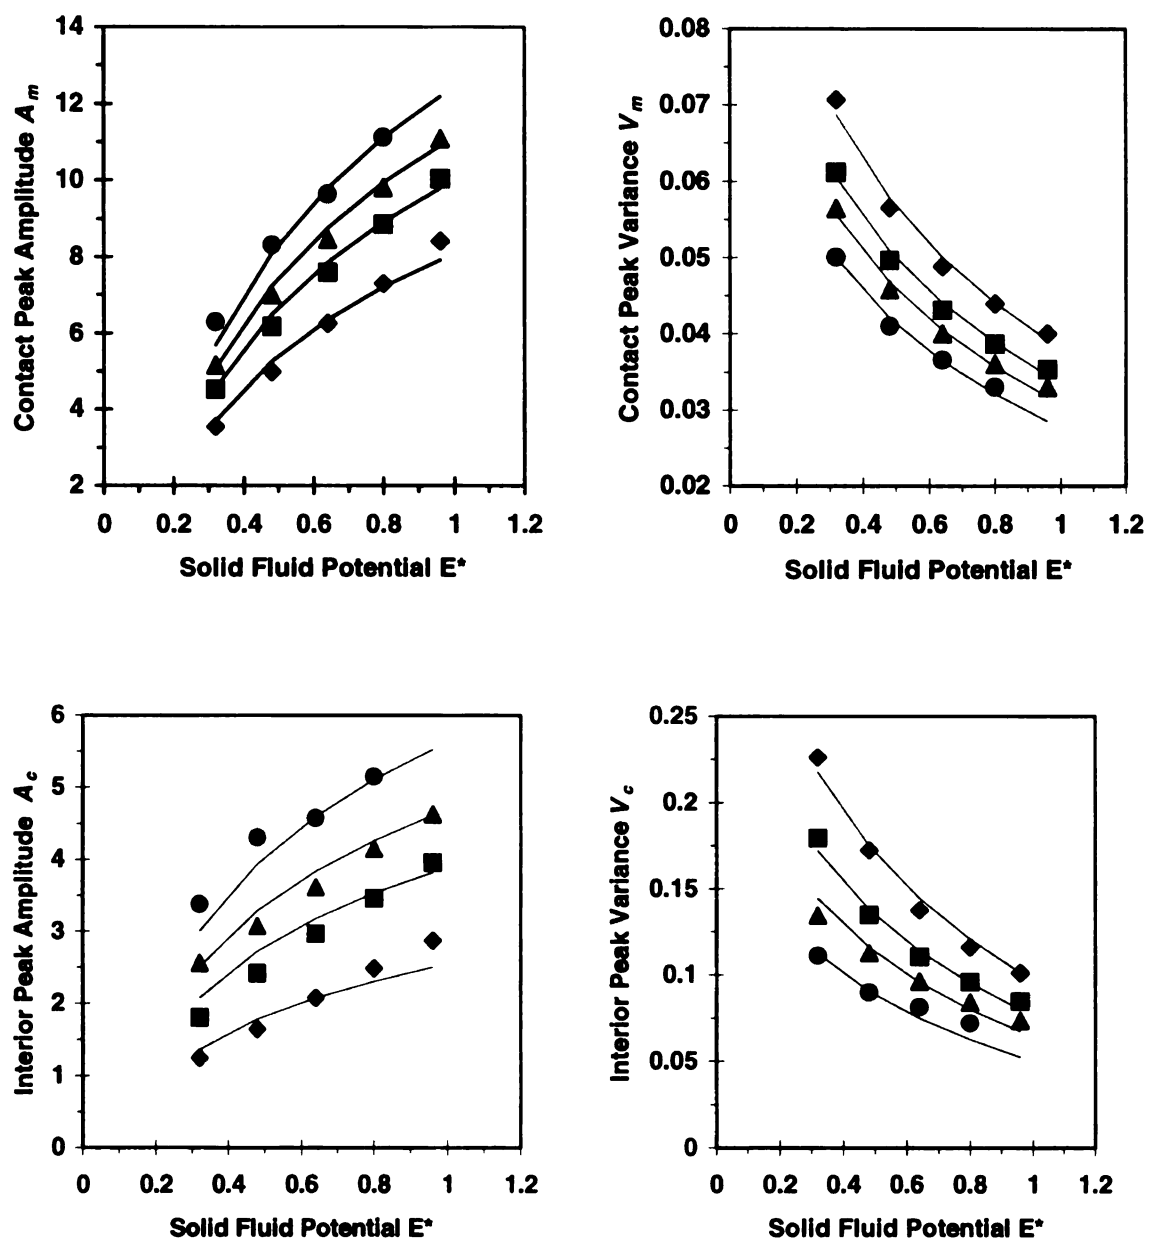 14
12
10
8
6
4
2
Contact Peak Amplitude A m
0 0.2 0.4 0.6 0.8 1 1.2
Solid Fluid Potential E*
0.08
0.07
0.06
0.05
0.04
0.03
0.02
Contact Peak Variance V m
0 0.2 0.4 0.6 0.8 1 1.2
Solid Fluid Potential E*
6
5
4
3
2
1
0
Interior Peak Amplitude A c
0 0.2 0.4 0.6 0.8 1 1.2
Solid Fluid Potential E*
0.25
0.2
0.15
0.1
0.05
0
Interior Peak Variance V c
0 0.2 0.4 0.6 0.8 1 1.2
Solid Fluid Potential E*